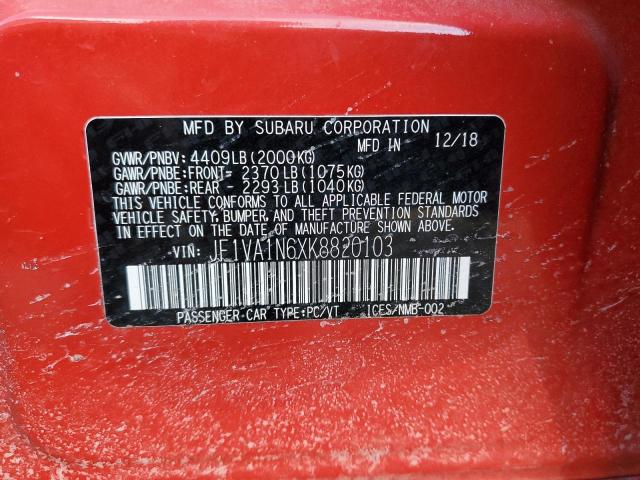 MFD BY SUBARU CORPORATION
MFD IN 12/18
GVWR/PNBV: 4409LB(2000KG)
GAWR/PNBE:FRONT- 2370LB(1075KG)
GAWR/PNBE:REAR - 2293LB(1040KG)
THIS VEHICLE CONFORMS TO ALL APPLICABLE FEDERAL MOTOR
VEHICLE SAFETY, BUMPER, AND THEFT PREVENTION STANDARDS
IN EFFECT ON THE DATE OF MANUFACTURE SHOWN ABOVE.
VIN: JF1VA1N6XK8820103
PASSENGER CAR TYPE:PC/VT ICES/NMB-002